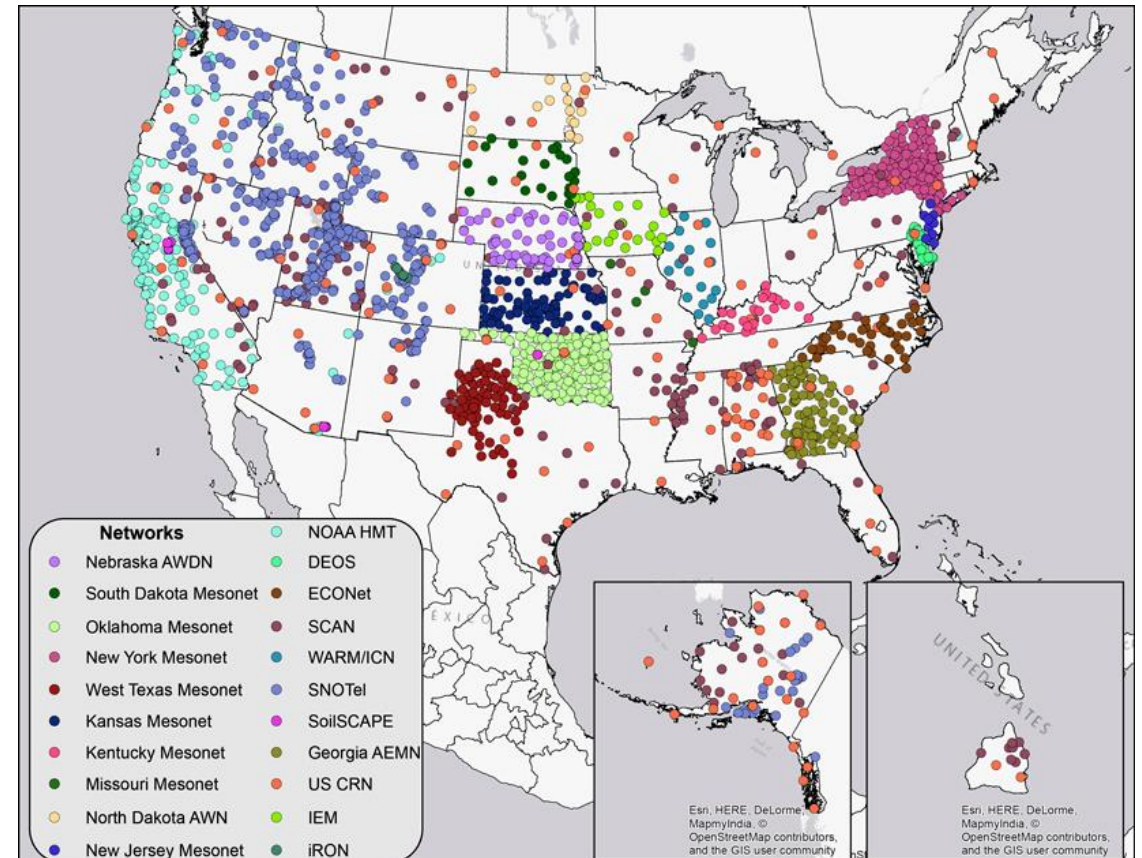 Networks
Nebraska AWDN
South Dakota Mesonet
Oklahoma Mesonet
New York Mesonet
West Texas Mesonet
Kansas Mesonet
Kentucky Mesonet
Missouri Mesonet
North Dakota AWN
New Jersey Mesonet
NOAA HMT
DEOS
ECONet
SCAN
WARM/ICN
SNOTel
SoilSCAPE
Georgia AEMN
US CRN
IEM
iRON
Esri, HERE, DeLorme,
MapmyIndia, ©
OpenStreetMap contributors,
and the GIS user community
UNITED STATES
Esri, HERE, DeLorme,
MapmyIndia, ©
OpenStreetMap contributors,
and the GIS user community